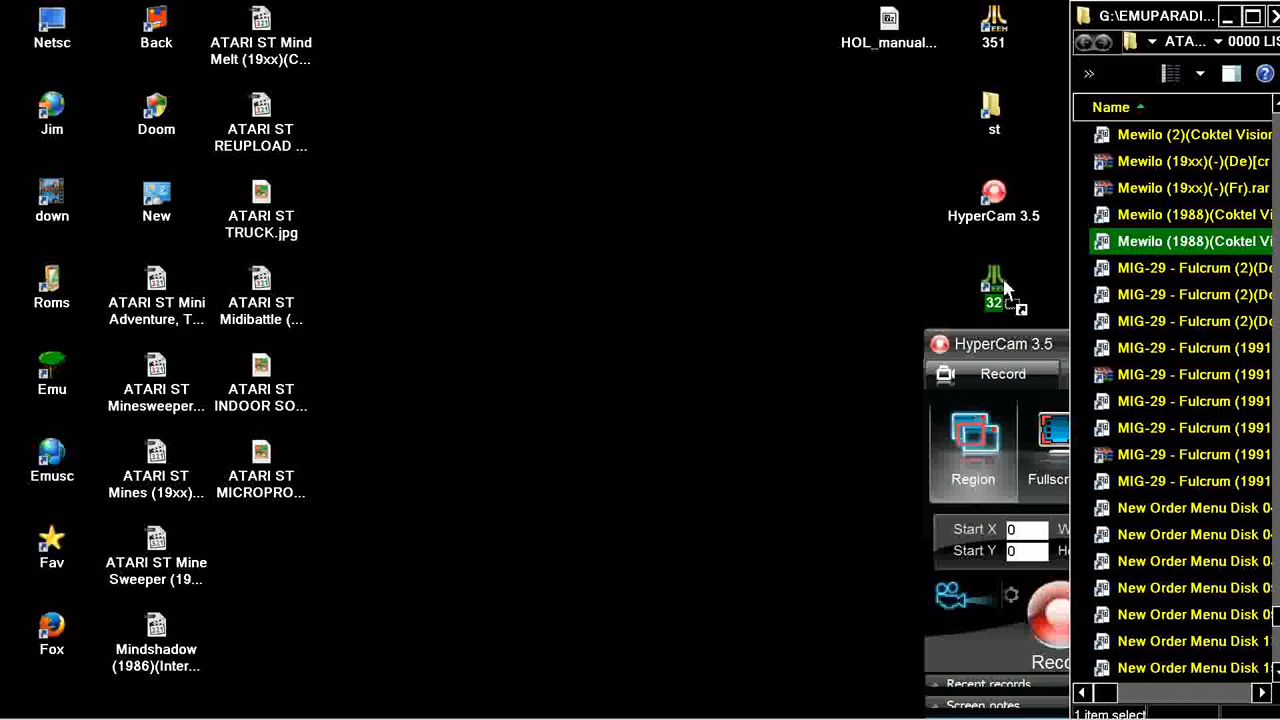 Netsc
Back
ATARI ST Mind
Melt (19xx)(C...
HOL_manual...
351
Jim
Doom
ATARI ST
REUPLOAD ...
st
down
New
ATARI ST
TRUCK.jpg
HyperCam 3.5
Roms
ATARI ST Mini
Adventure, T...
ATARI ST
Midibattle (...
32
Emu
ATARI ST
Minesweeper...
ATARI ST
INDOOR SO...
Emusc
ATARI ST
Mines (19xx)...
ATARI ST
MICROPRO...
Fav
ATARI ST Mine
Sweeper (19...
Fox
Mindshadow
(1986)(Inter...
HyperCam 3.5
Record
Region
Fullscr
Start X 0 W
Start Y 0 He
Reco
Recent records
Screen notes
G:\EMUPARADI...
ATA... 0000 LIS
»
Name
Mewilo (2)(Coktel Vision
Mewilo (19xx)(-)(De)[cr
Mewilo (19xx)(-)(Fr).rar
Mewilo (1988)(Coktel Vi
Mewilo (1988)(Coktel Vi
MIG-29 - Fulcrum (2)(Do
MIG-29 - Fulcrum (2)(Do
MIG-29 - Fulcrum (2)(Do
MIG-29 - Fulcrum (1991
MIG-29 - Fulcrum (1991
MIG-29 - Fulcrum (1991
MIG-29 - Fulcrum (1991
MIG-29 - Fulcrum (1991
MIG-29 - Fulcrum (1991
New Order Menu Disk 04
New Order Menu Disk 04
New Order Menu Disk
New Order Menu Disk
New Order Menu Disk
New Order Menu Disk 1
New Order Menu Disk 1
1 item select